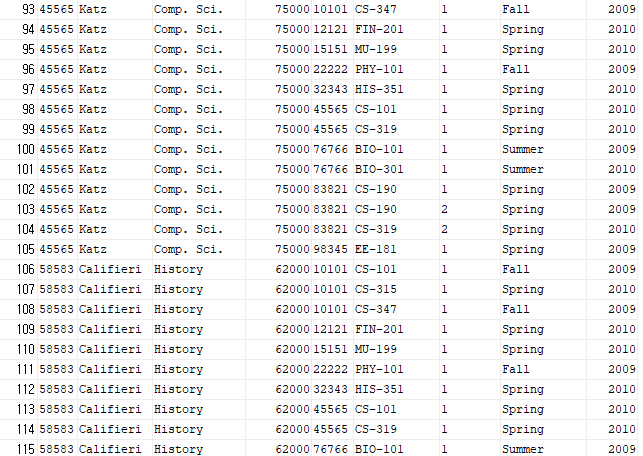 93 45565 Katz Comp. Sci. 75000 10101 CS-347 1 Fall 2009
94 45565 Katz Comp. Sci. 75000 12121 FIN-201 1 Spring 2010
95 45565 Katz Comp. Sci. 75000 15151 MU-199 1 Spring 2010
96 45565 Katz Comp. Sci. 75000 22222 PHY-101 1 Fall 2009
97 45565 Katz Comp. Sci. 75000 32343 HIS-351 1 Spring 2010
98 45565 Katz Comp. Sci. 75000 45565 CS-101 1 Spring 2010
99 45565 Katz Comp. Sci. 75000 45565 CS-319 1 Spring 2010
100 45565 Katz Comp. Sci. 75000 76766 BIO-101 1 Summer 2009
101 45565 Katz Comp. Sci. 75000 76766 BIO-301 1 Summer 2010
102 45565 Katz Comp. Sci. 75000 83821 CS-190 1 Spring 2009
103 45565 Katz Comp. Sci. 75000 83821 CS-190 2 Spring 2009
104 45565 Katz Comp. Sci. 75000 83821 CS-319 2 Spring 2010
105 45565 Katz Comp. Sci. 75000 98345 EE-181 1 Spring 2009
106 58583 Califieri History 62000 10101 CS-101 1 Fall 2009
107 58583 Califieri History 62000 10101 CS-315 1 Spring 2010
108 58583 Califieri History 62000 10101 CS-347 1 Fall 2009
109 58583 Califieri History 62000 12121 FIN-201 1 Spring 2010
110 58583 Califieri History 62000 15151 MU-199 1 Spring 2010
111 58583 Califieri History 62000 22222 PHY-101 1 Fall 2009
112 58583 Califieri History 62000 32343 HIS-351 1 Spring 2010
113 58583 Califieri History 62000 45565 CS-101 1 Spring 2010
114 58583 Califieri History 62000 45565 CS-319 1 Spring 2010
115 58583 Califieri History 62000 76766 BIO-101 1 Summer 2009